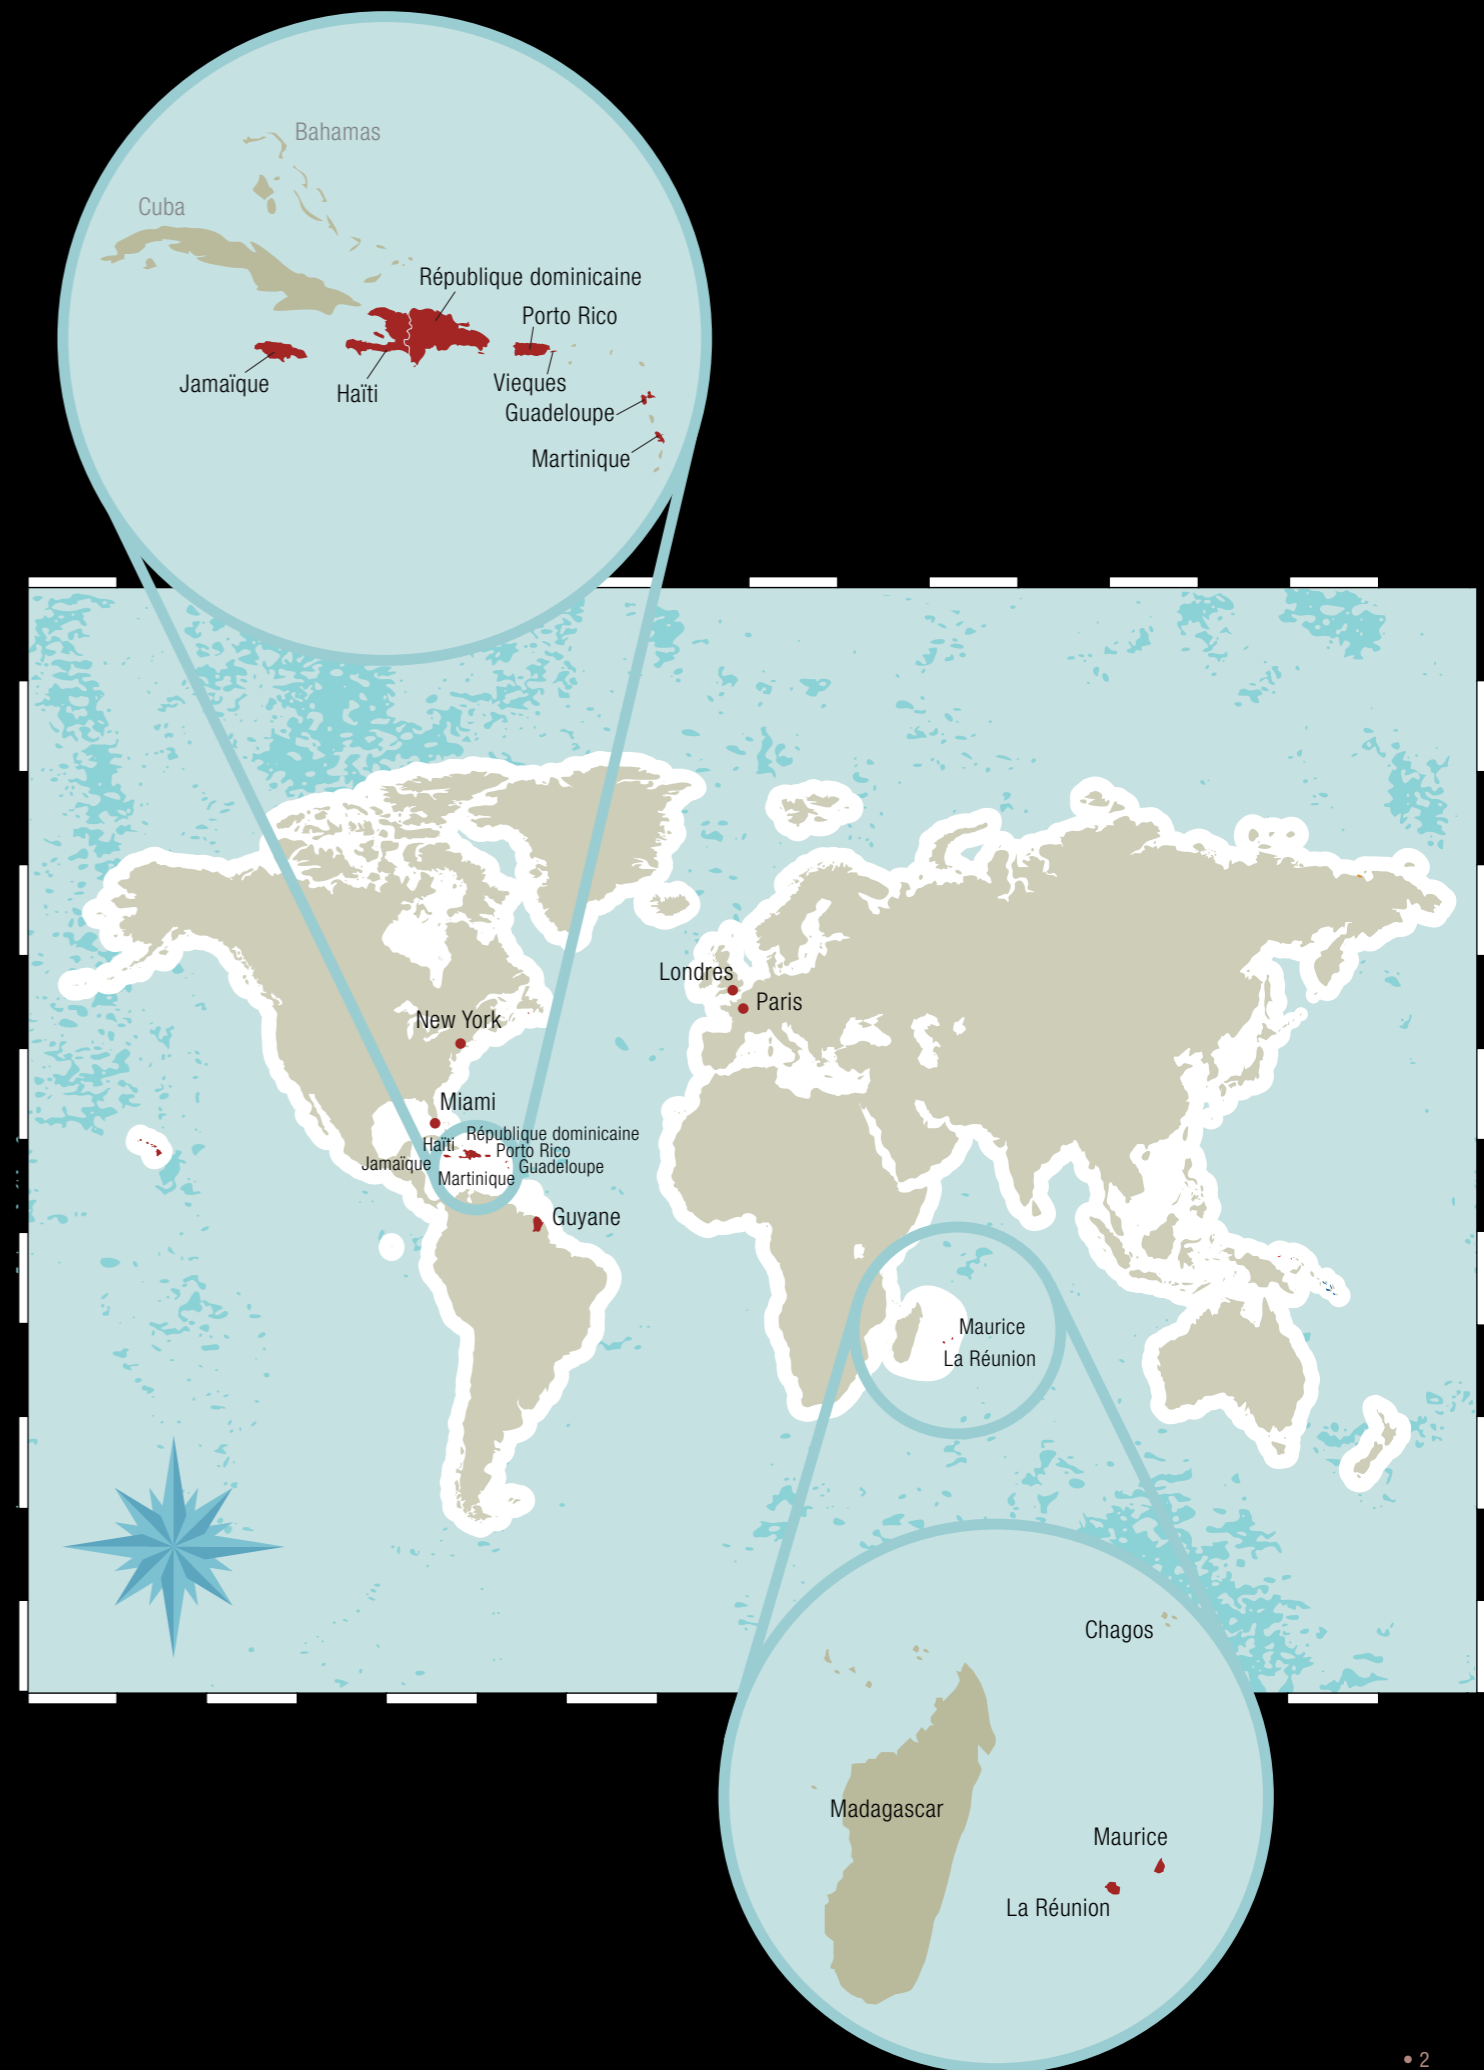 Bahamas
Cuba
République dominicaine
Porto Rico
Jamaïque
Haïti
Vieques
Guadeloupe
Martinique
Londres
Paris
New York
Miami
Haïti
République dominicaine
Porto Rico
Jamaïque
Guadeloupe
Martinique
Guyane
Maurice
La Réunion
Chagos
Madagascar
Maurice
La Réunion
• 2